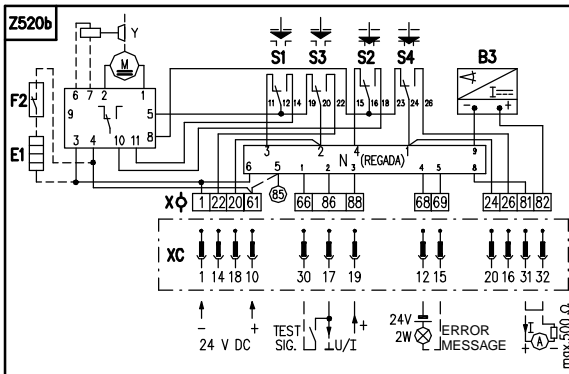 Z520b
Y
M
S1 S3 S2 S4 B3
F2
E1
6 7 2 1
9 5
8
3 4 10 11
11 12 14 19 20 22 15 16 18 23 24 26
I
- +
3 2 4 1 9
N (REGADA)
6 5 1 2 3 4 5 8
85
X 1 22 20 61 66 86 88 68 69 24 26 81 82
XC
1 14 18 10 30 17 19 12 15 20 16 31 32
- +
24 V DC
TEST
SIG.
⊥U/I
+
24V
2W
ERROR
MESSAGE
I
A
+ -
max.500 Ω